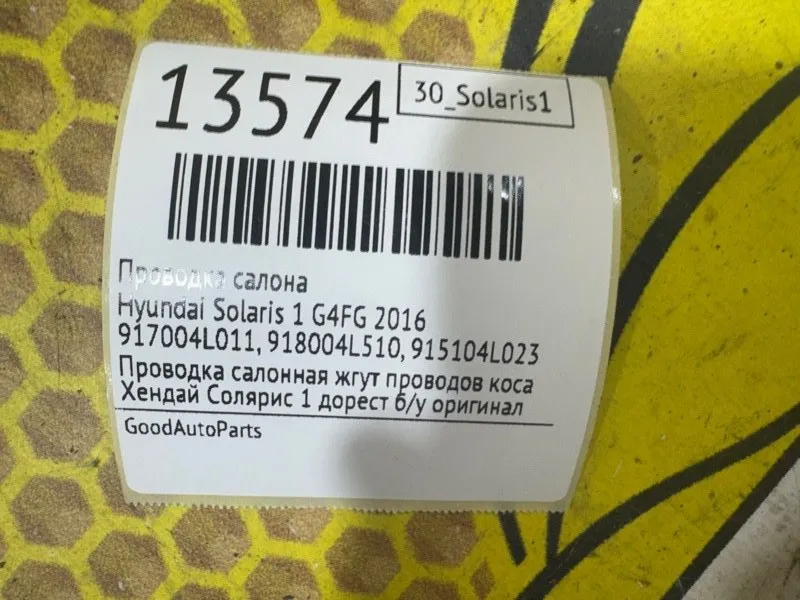 13574
30_Solaris1
Проводка салона
Hyundai Solaris 1 G4FG 2016
917004L011, 918004L510, 915104L023
Проводка салонная жгут проводов коса
Хендай Солярис 1 дорест б/у оригинал
GoodAutoParts